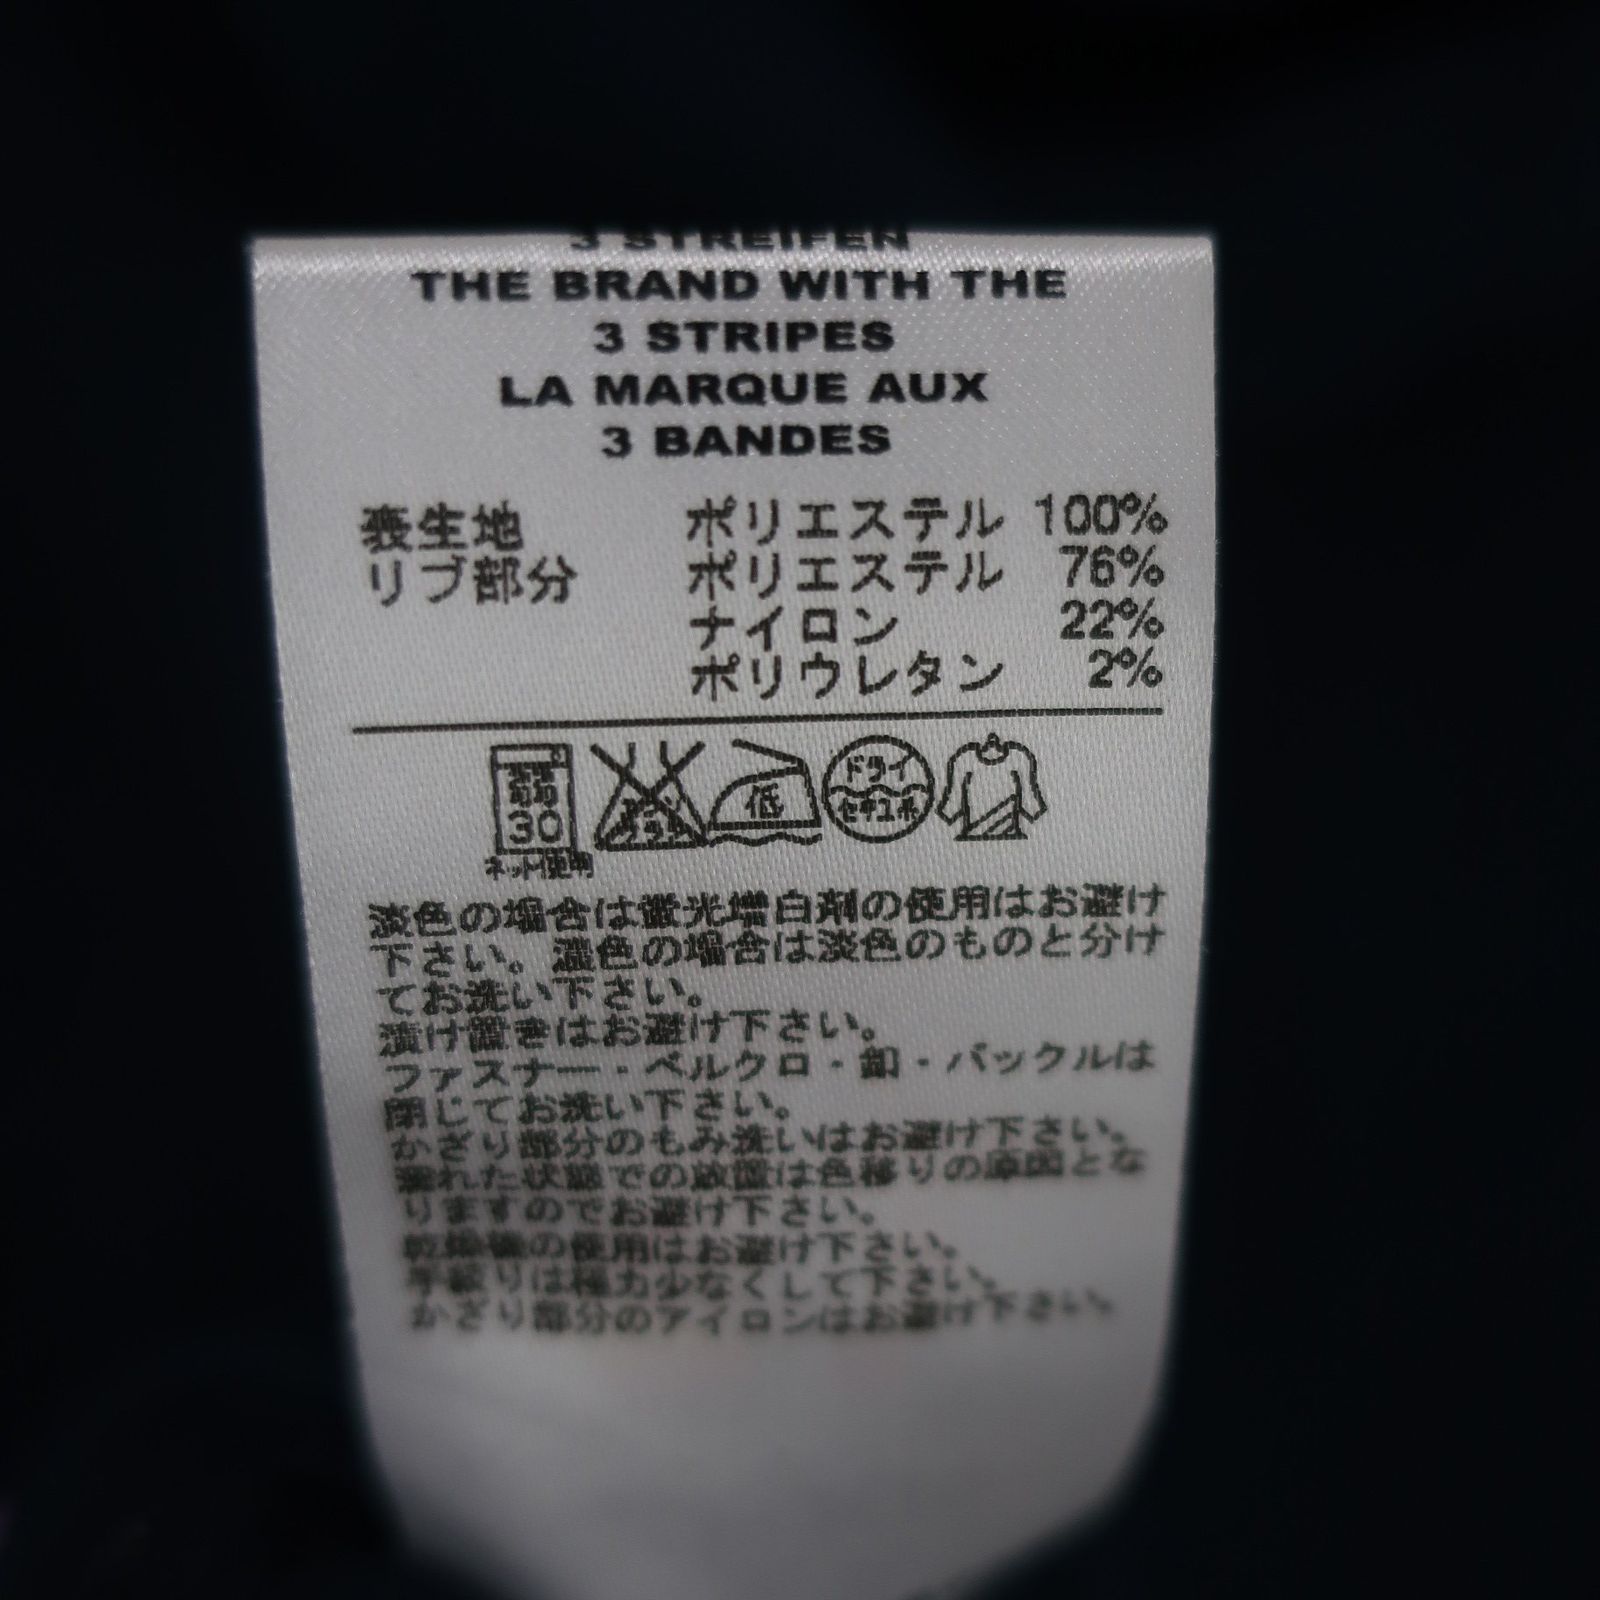 3 STREIFEN
THE BRAND WITH THE
3 STRIPES
LA MARQUE AUX
3 BANDES
表生地 ポリエステル 100%
リブ部分 ポリエステル 76%
ナイロン 22%
ポリウレタン 2%
30
ネット使用
低
ドライ
セキユ系
淡色の場合は蛍光増白剤の使用はお避け
下さい。濃色の場合は淡色のものと分け
てお洗い下さい。
漬け置きはお避け下さい。
ファスナー・ベルクロ・釦・バックルは
閉じてお洗い下さい。
かざり部分のもみ洗いはお避け下さい。
濡れた状態での放置は色移りの原因とな
りますのでお避け下さい。
乾燥機の使用はお避け下さい。
手絞りは極力少なくして下さい。
かざり部分のアイロンはお避け下さい。